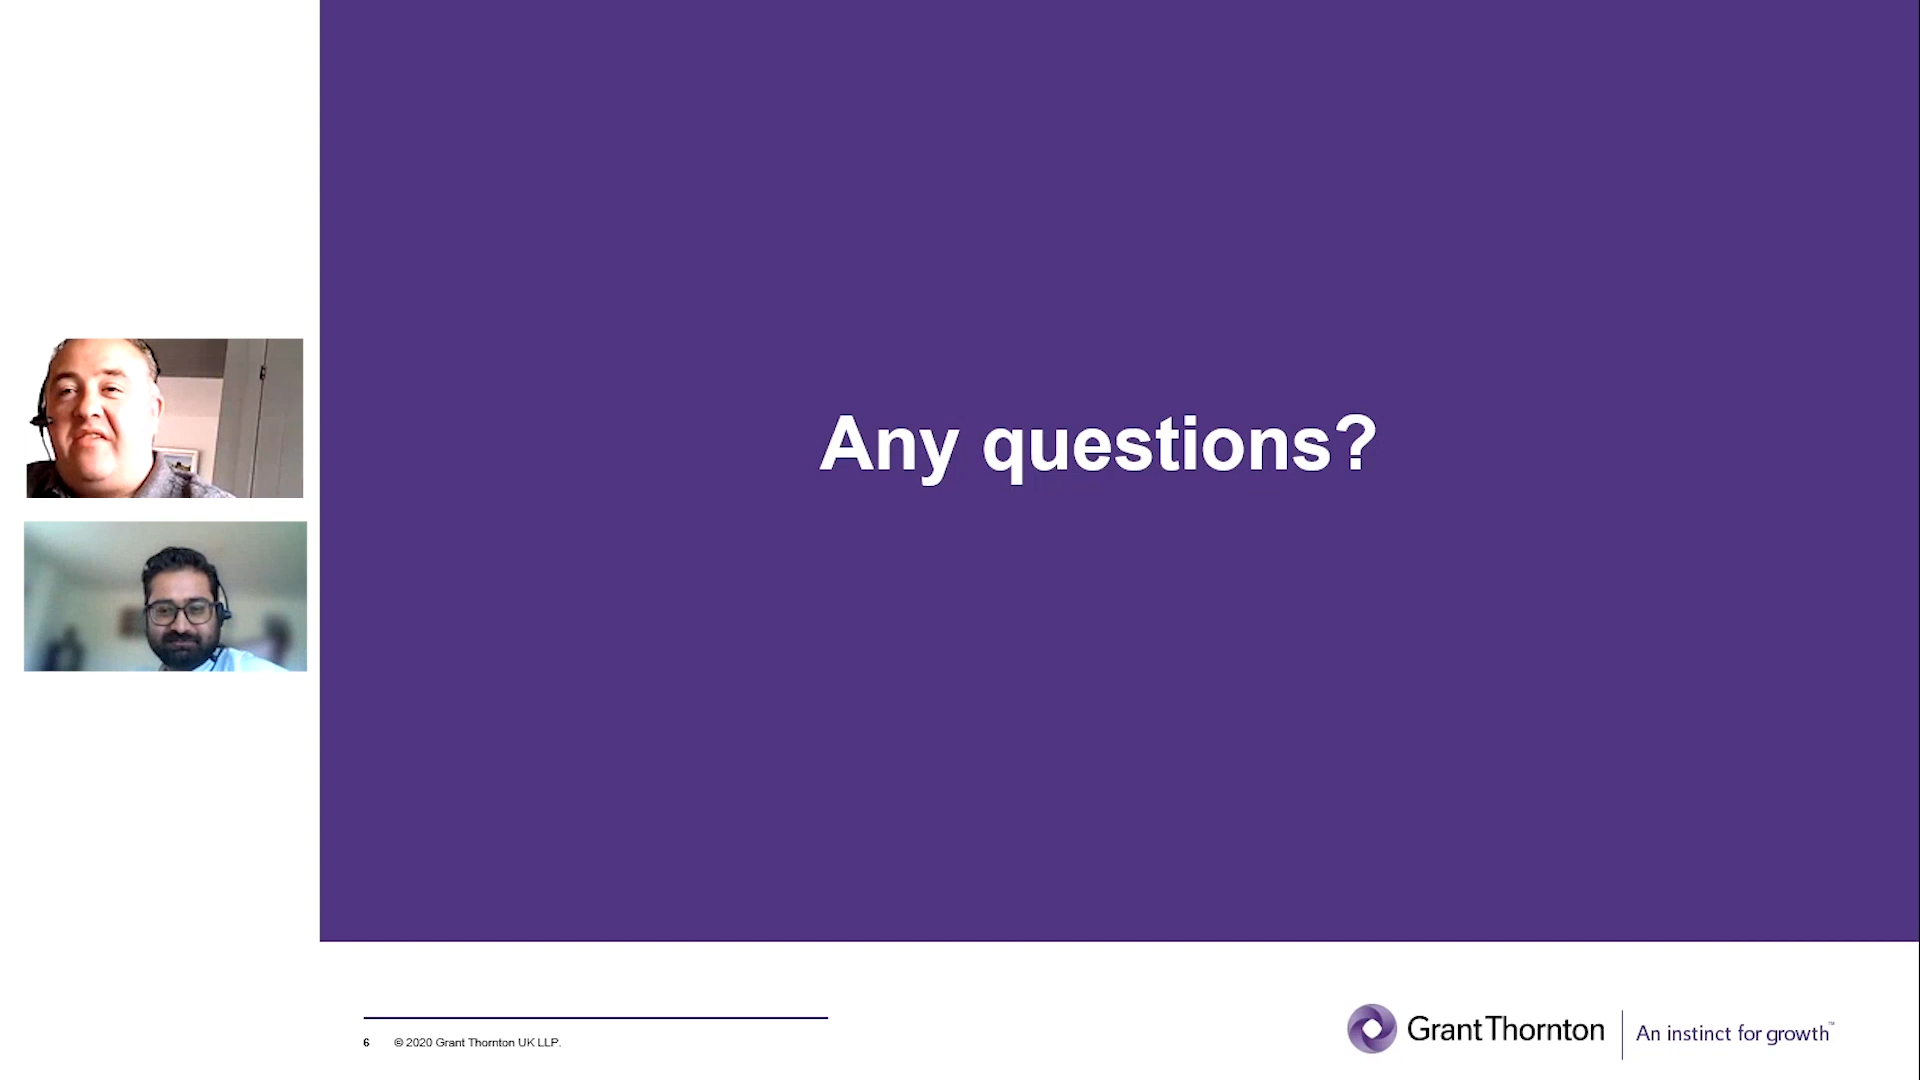 Any questions?
6 © 2020 Grant Thornton UK LLP.
Grant Thornton
An instinct for growth™